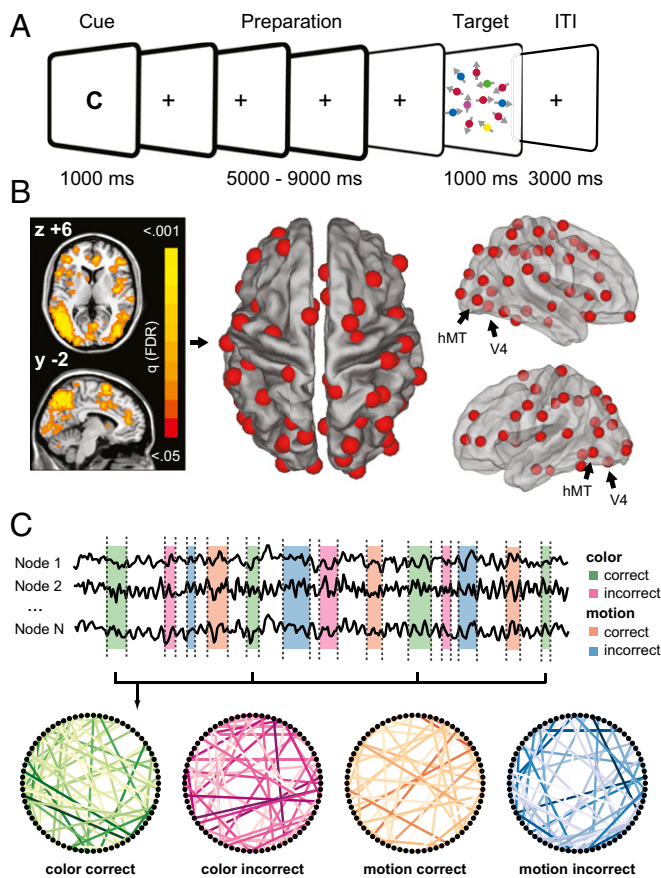 A
Cue Preparation Target ITI
C + + + + +
1000 ms 5000 - 9000 ms 1000 ms 3000 ms
B
z +6
<.001
q (FDR)
y -2
<.05
hMT
V4
hMT
V4
C
Node 1
Node 2
...
Node N
color
correct
incorrect
motion
correct
incorrect
color correct color incorrect motion correct motion incorrect